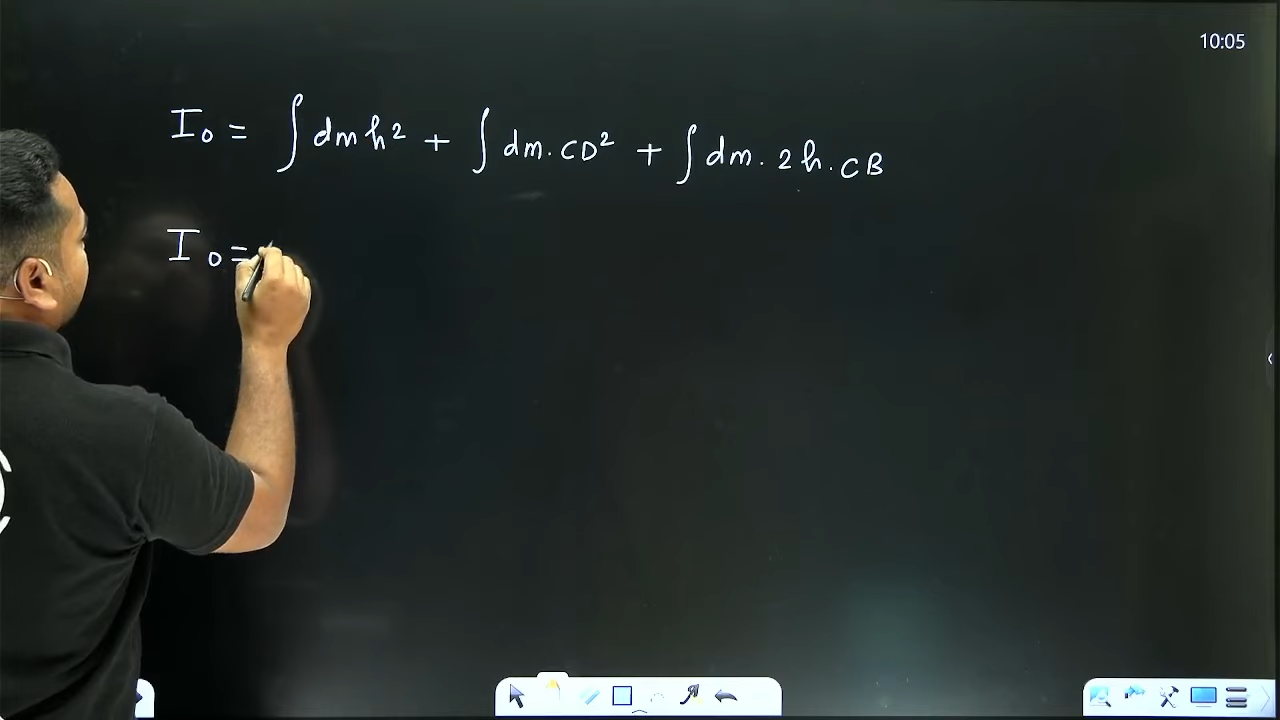 10:05
I₀ = ∫ dm h² + ∫ dm . CD² + ∫ dm . 2h . CB
I₀ =